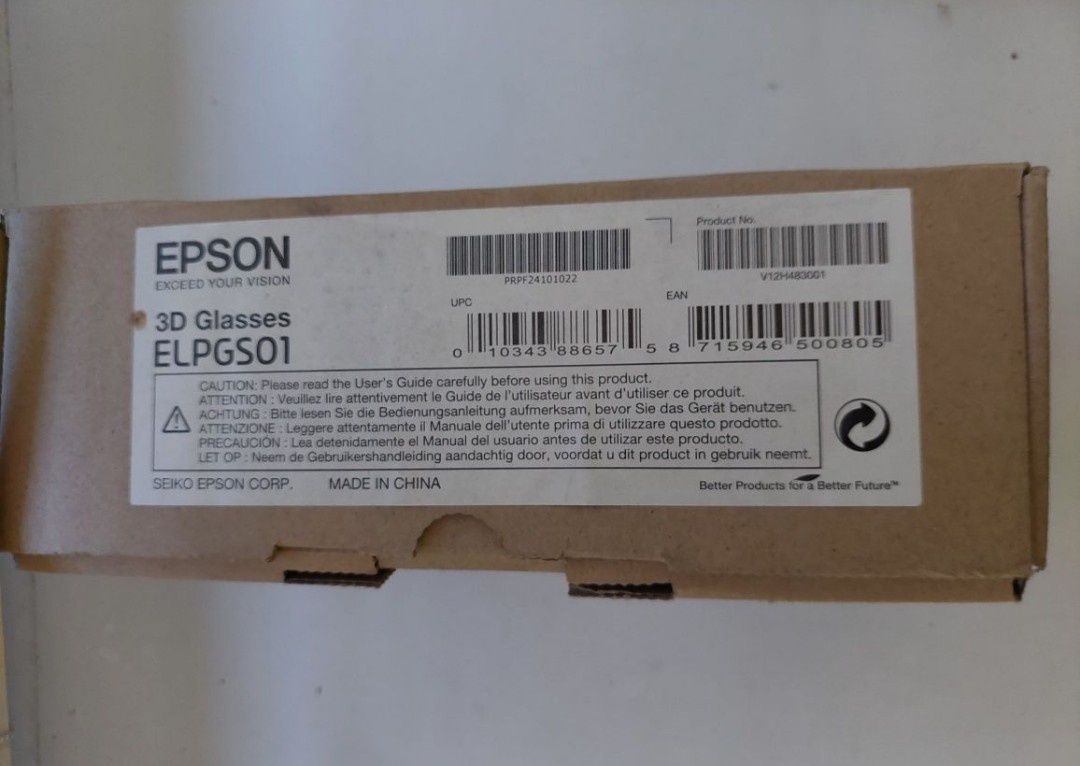 EPSON
EXCEED YOUR VISION
3D Glasses
ELPGS01
PRPF24101022
Product No.
V12H483001
UPC
0 10343 88657 5
EAN
8 715946 500805
CAUTION: Please read the User's Guide carefully before using this product.
ATTENTION : Veuillez lire attentivement le Guide de l'utilisateur avant d'utiliser ce produit.
ACHTUNG : Bitte lesen Sie die Bedienungsanleitung aufmerksam, bevor Sie das Gerät benutzen.
ATTENZIONE : Leggere attentamente il Manuale dell'utente prima di utilizzare questo prodotto.
PRECAUCIÓN : Lea detenidamente el Manual del usuario antes de utilizar este producto.
LET OP : Neem de Gebruikershandleiding aandachtig door, voordat u dit product in gebruik neemt.
SEIKO EPSON CORP. MADE IN CHINA
Better Products for a Better Future™